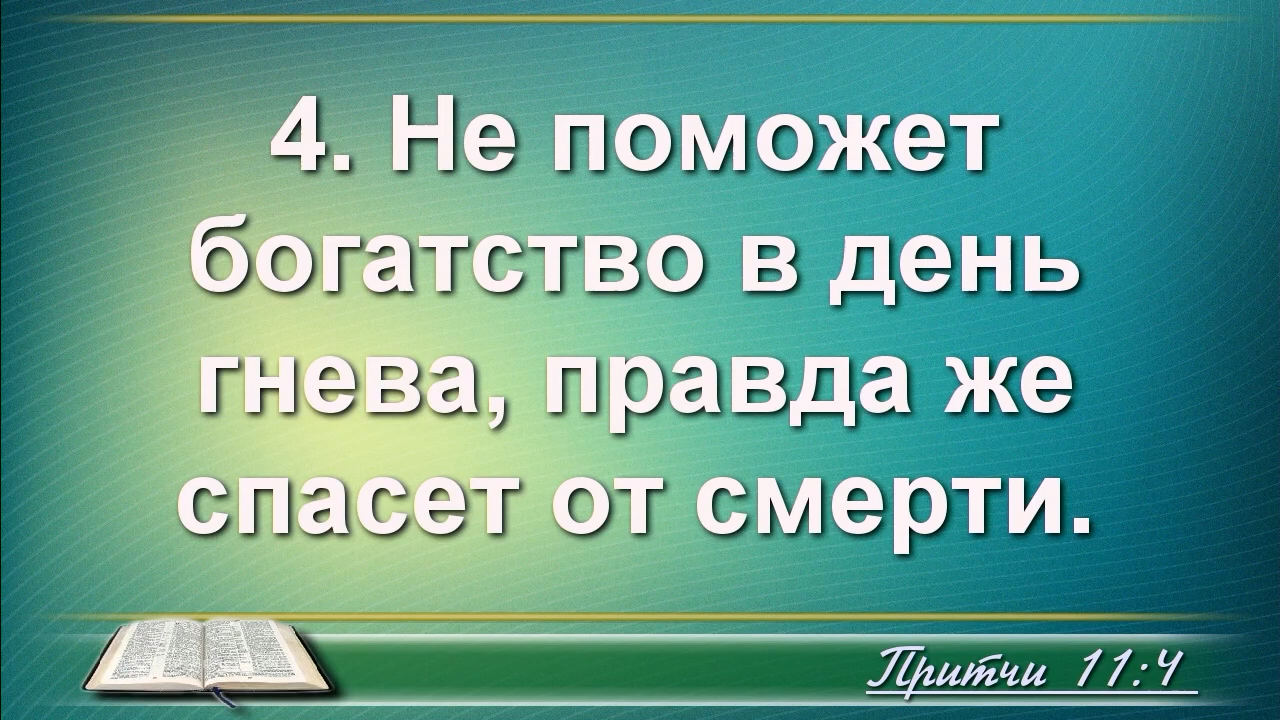 4. Не поможет
богатство в день
гнева, правда же
спасет от смерти.
Притчи 11:4